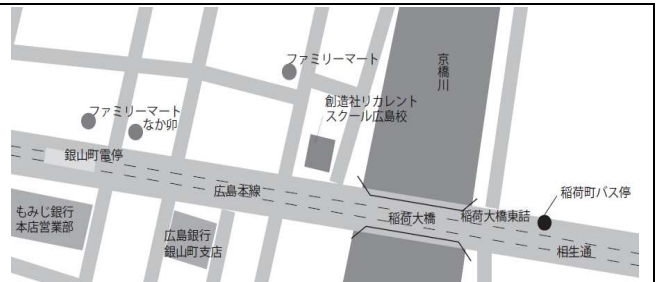 ファミリーマート
京橋川
創造社リカレント
スクール広島校
ファミリーマート
なか卯
銀山町電停
広島本線
稲荷町バス停
稲荷大橋
稲荷大橋東詰
もみじ銀行
本店営業部
広島銀行
銀山町支店
相生通